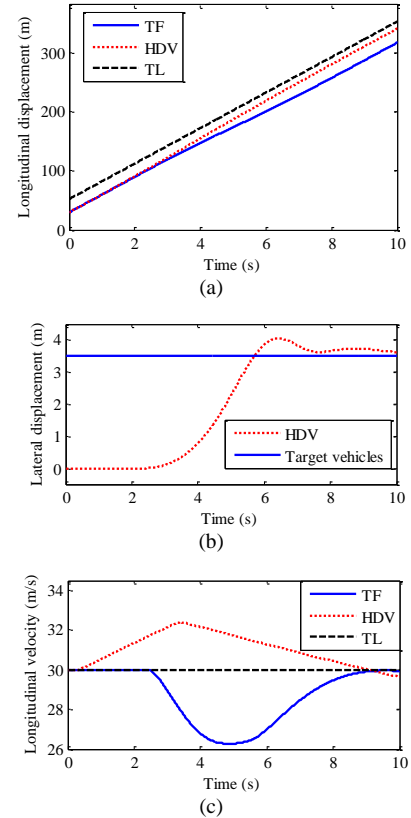 Longitudinal displacement (m)
300
200
100
0
TF
HDV
TL
0 2 4 6 8 10
Time (s)
(a)
Lateral displacement (m)
4
3
2
1
0
HDV
Target vehicles
0 2 4 6 8 10
Time (s)
(b)
Longitudinal velocity (m/s)
34
32
30
28
26
TF
HDV
TL
0 2 4 6 8 10
Time (s)
(c)